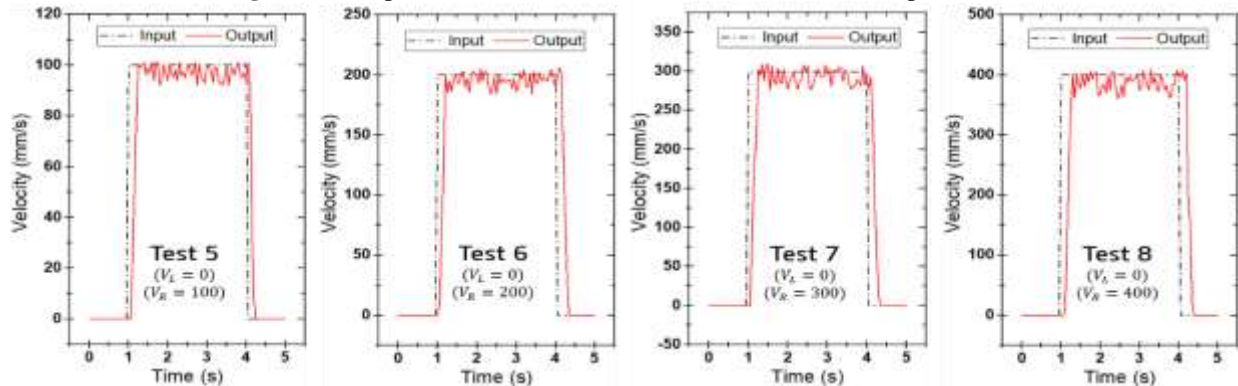 120
100
80
60
40
20
0
Velocity (mm/s)
Input Output
Test 5
(V_L = 0)
(V_R = 100)
0 1 2 3 4 5
Time (s)
250
200
150
100
50
0
Velocity (mm/s)
Input Output
Test 6
(V_L = 0)
(V_R = 200)
0 1 2 3 4 5
Time (s)
350
300
250
200
150
100
50
0
-50
Velocity (mm/s)
Input Output
Test 7
(V_L = 0)
(V_R = 300)
0 1 2 3 4 5
Time (s)
500
400
300
200
100
0
Velocity (mm/s)
Input Output
Test 8
(V_L = 0)
(V_R = 400)
0 1 2 3 4 5
Time (s)